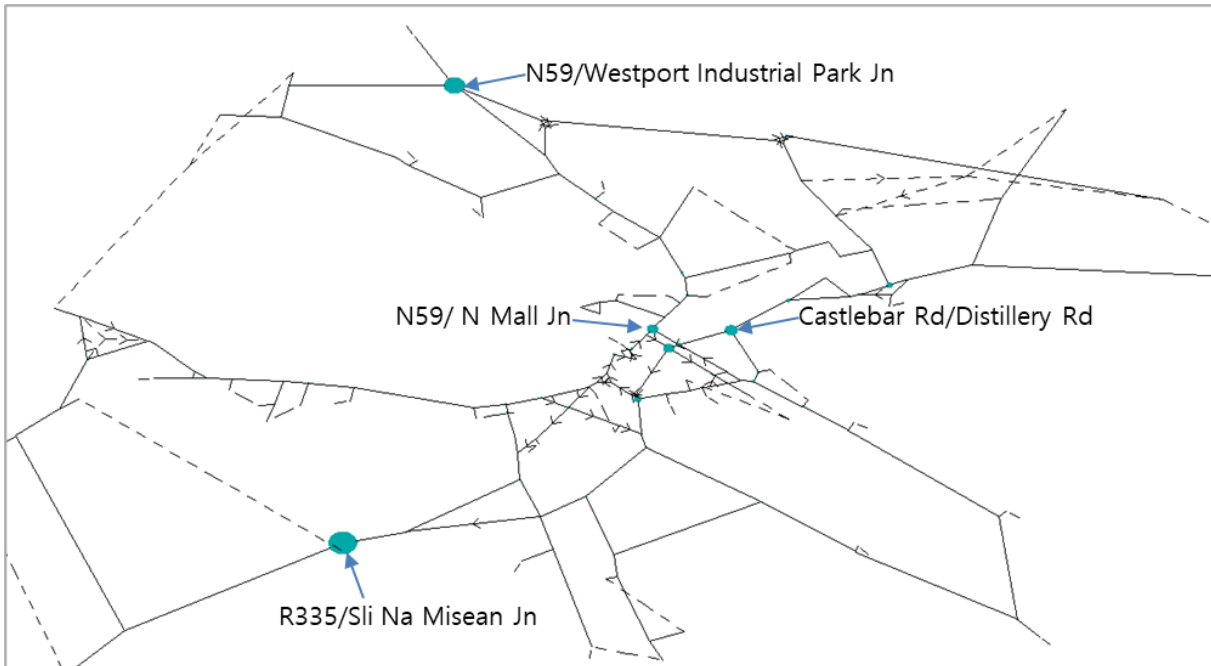 N59/Westport Industrial Park Jn
N59/ N Mall Jn
Castlebar Rd/Distillery Rd
R335/Sli Na Misean Jn